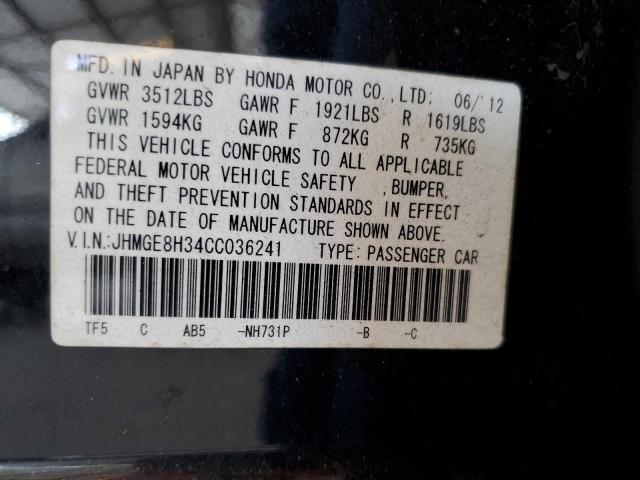 MFD. IN JAPAN BY HONDA MOTOR CO.,LTD: 06/'12
GVWR 3512LBS GAWR F 1921LBS R 1619LBS
GVWR 1594KG GAWR F 872KG R 735KG
THIS VEHICLE CONFORMS TO ALL APPLICABLE
FEDERAL MOTOR VEHICLE SAFETY ,BUMPER,
AND THEFT PREVENTION STANDARDS IN EFFECT
ON THE DATE OF MANUFACTURE SHOWN ABOVE.
V.I.N:JHMGE8H34CC036241 TYPE: PASSENGER CAR
TF5 C AB5 -NH731P -B -C